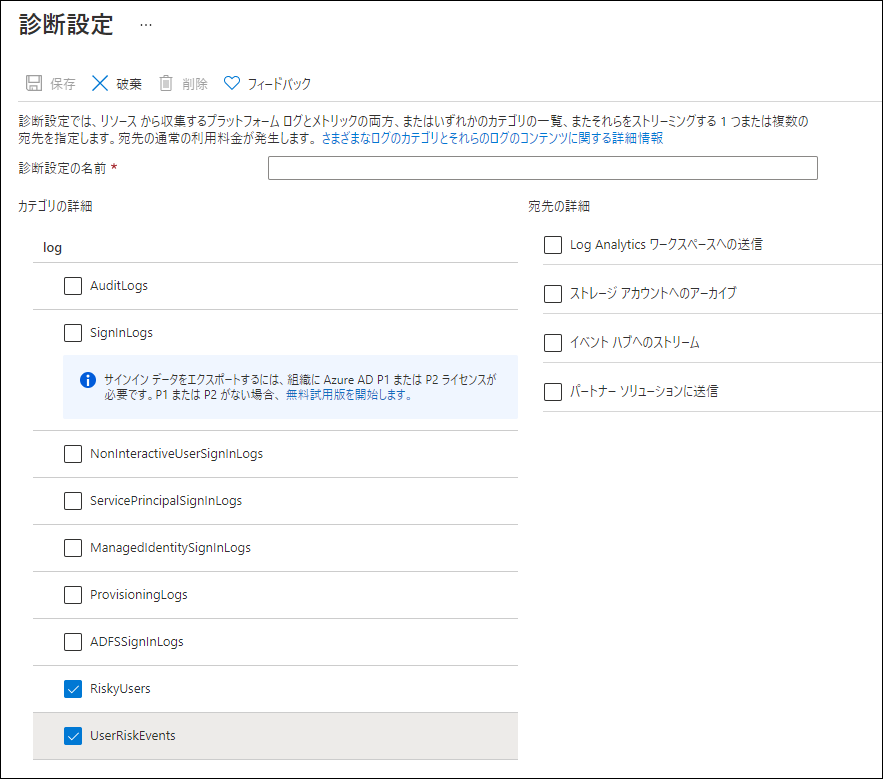 診断設定 …
保存 破棄 削除 フィードバック
診断設定では、リソース から収集するプラットフォーム ログとメトリックの両方、またはいずれかのカテゴリの一覧、またそれらをストリーミングする 1 つまたは複数の
宛先を指定します。宛先の通常の利用料金が発生します。 さまざまなログのカテゴリとそれらのログのコンテンツに関する詳細情報
診断設定の名前 *
カテゴリの詳細
log
AuditLogs
SignInLogs
サインイン データをエクスポートするには、組織に Azure AD P1 または P2 ライセンスが
必要です。P1 または P2 がない場合、 無料試用版を開始します。
NonInteractiveUserSignInLogs
ServicePrincipalSignInLogs
ManagedIdentitySignInLogs
ProvisioningLogs
ADFSSignInLogs
RiskyUsers
UserRiskEvents
宛先の詳細
Log Analytics ワークスペースへの送信
ストレージ アカウントへのアーカイブ
イベント ハブへのストリーム
パートナー ソリューションに送信